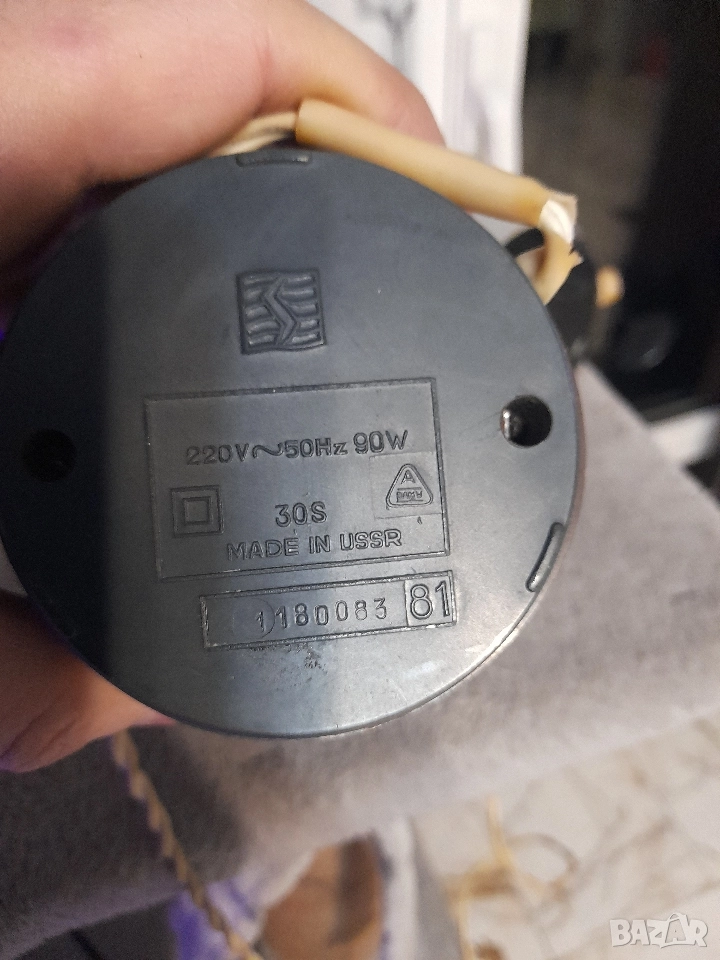 220V~50Hz 90W
A
30S
MADE IN USSR
1180083 81
BAZAR